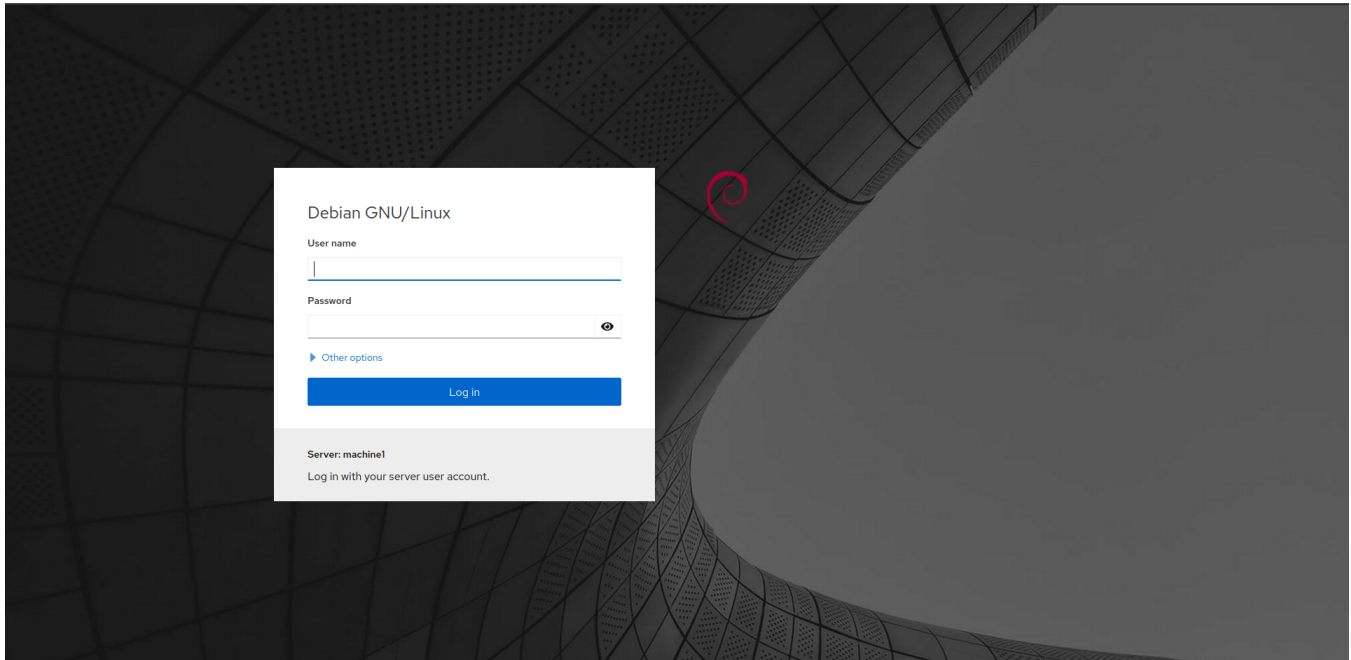 Debian GNU/Linux
User name
Password
Other options
Log in
Server: machine1
Log in with your server user account.